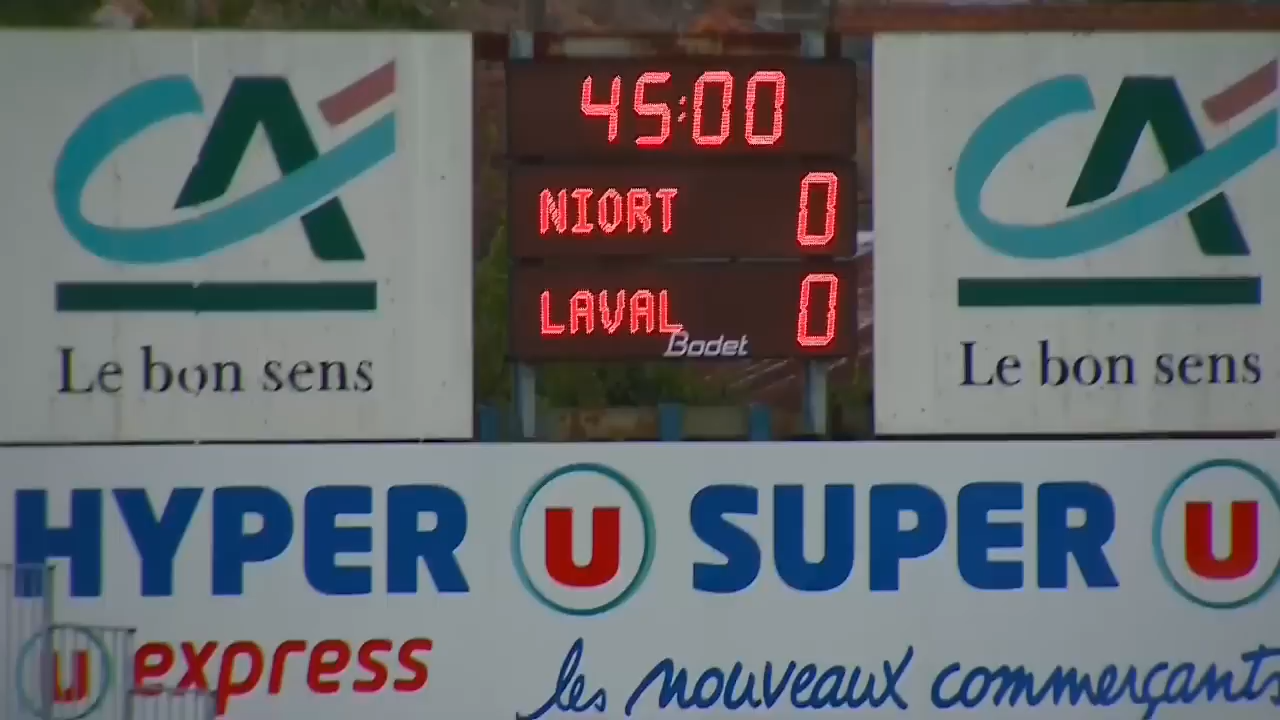 CA
Le bon sens
45:00
NIORT 0
LAVAL 0
Bodet
CA
Le bon sens
HYPER U SUPER U
U express
les nouveaux commerçants